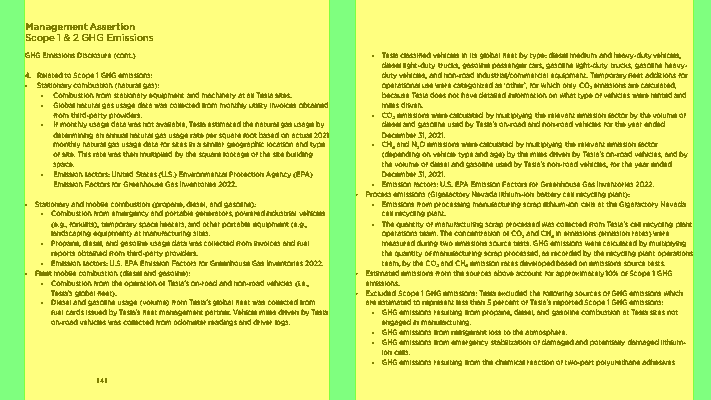 Management Assertion
Scope 1 & 2 GHG Emissions
GHG Emissions Disclosure (cont.)
4. Related to Scope 1 GHG emissions:
• Stationary combustion (natural gas):
• Combustion from stationary equipment and machinery at all Tesla sites.
• Global natural gas usage data was collected from monthly utility invoices obtained
from third-party providers.
• If monthly usage data was not available, Tesla estimated the natural gas usage by
determining an annual natural gas usage rate per square foot based on actual 2021
monthly natural gas usage data for sites in a similar geographic location and type
of site. This rate was then multiplied by the square footage of the site building
space.
• Emission factors: United States (U.S.) Environmental Protection Agency (EPA)
Emission Factors for Greenhouse Gas Inventories 2022.
• Stationary and mobile combustion (propane, diesel, and gasoline):
• Combustion from emergency and portable generators, powered industrial vehicles
(e.g., forklifts), temporary space heaters, and other portable equipment (e.g.,
landscaping equipment) at manufacturing sites.
• Propane, diesel, and gasoline usage data was collected from invoices and fuel
reports obtained from third-party providers.
• Emission factors: U.S. EPA Emission Factors for Greenhouse Gas Inventories 2022.
• Fleet mobile combustion (diesel and gasoline):
• Combustion from the operation of Tesla's on-road and non-road vehicles (i.e.,
Tesla's global fleet).
• Diesel and gasoline usage (volume) from Tesla's global fleet was collected from
fuel cards issued by Tesla's fleet management partner. Vehicle miles driven by Tesla
on-road vehicles was collected from odometer readings and driver logs.
141
• Tesla classified vehicles in its global fleet by type: diesel medium and heavy-duty vehicles,
diesel light-duty trucks, gasoline passenger cars, gasoline light-duty trucks, gasoline heavy-
duty vehicles, and non-road industrial/commercial equipment. Temporary fleet additions for
operational use were categorized as 'other', for which only CO₂ emissions are calculated,
because Tesla does not have detailed information on what type of vehicles were rented and
miles driven.
• CO₂ emissions were calculated by multiplying the relevant emission factor by the volume of
diesel and gasoline used by Tesla's on-road and non-road vehicles for the year ended
December 31, 2021.
• CH₄ and N₂O emissions were calculated by multiplying the relevant emission factor
(depending on vehicle type and age) by the miles driven by Tesla's on-road vehicles, and by
the volume of diesel and gasoline used by Tesla's non-road vehicles, for the year ended
December 31, 2021.
• Emission factors: U.S. EPA Emission Factors for Greenhouse Gas Inventories 2022.
• Process emissions (Gigafactory Nevada lithium-ion battery cell recycling plant):
• Emissions from processing manufacturing scrap lithium-ion cells at the Gigafactory Nevada
cell recycling plant.
• The quantity of manufacturing scrap processed was collected from Tesla's cell recycling plant
operations team. The concentration of CO₂ and CH₄ in emissions (emission rates) were
measured during two emissions source tests. GHG emissions were calculated by multiplying
the quantity of manufacturing scrap processed, as recorded by the recycling plant operations
team, by the CO₂ and CH₄ emission rates developed based on emissions source tests.
• Estimated emissions from the sources above account for approximately 10% of Scope 1 GHG
emissions.
• Excluded Scope 1 GHG emissions: Tesla excluded the following sources of GHG emissions which
are estimated to represent less than 5 percent of Tesla's reported Scope 1 GHG emissions:
• GHG emissions resulting from propane, diesel, and gasoline combustion at Tesla sites not
engaged in manufacturing.
• GHG emissions from refrigerant loss to the atmosphere.
• GHG emissions from emergency stabilization of damaged and potentially damaged lithium-
ion cells.
• GHG emissions resulting from the chemical reaction of two-part polyurethane adhesives